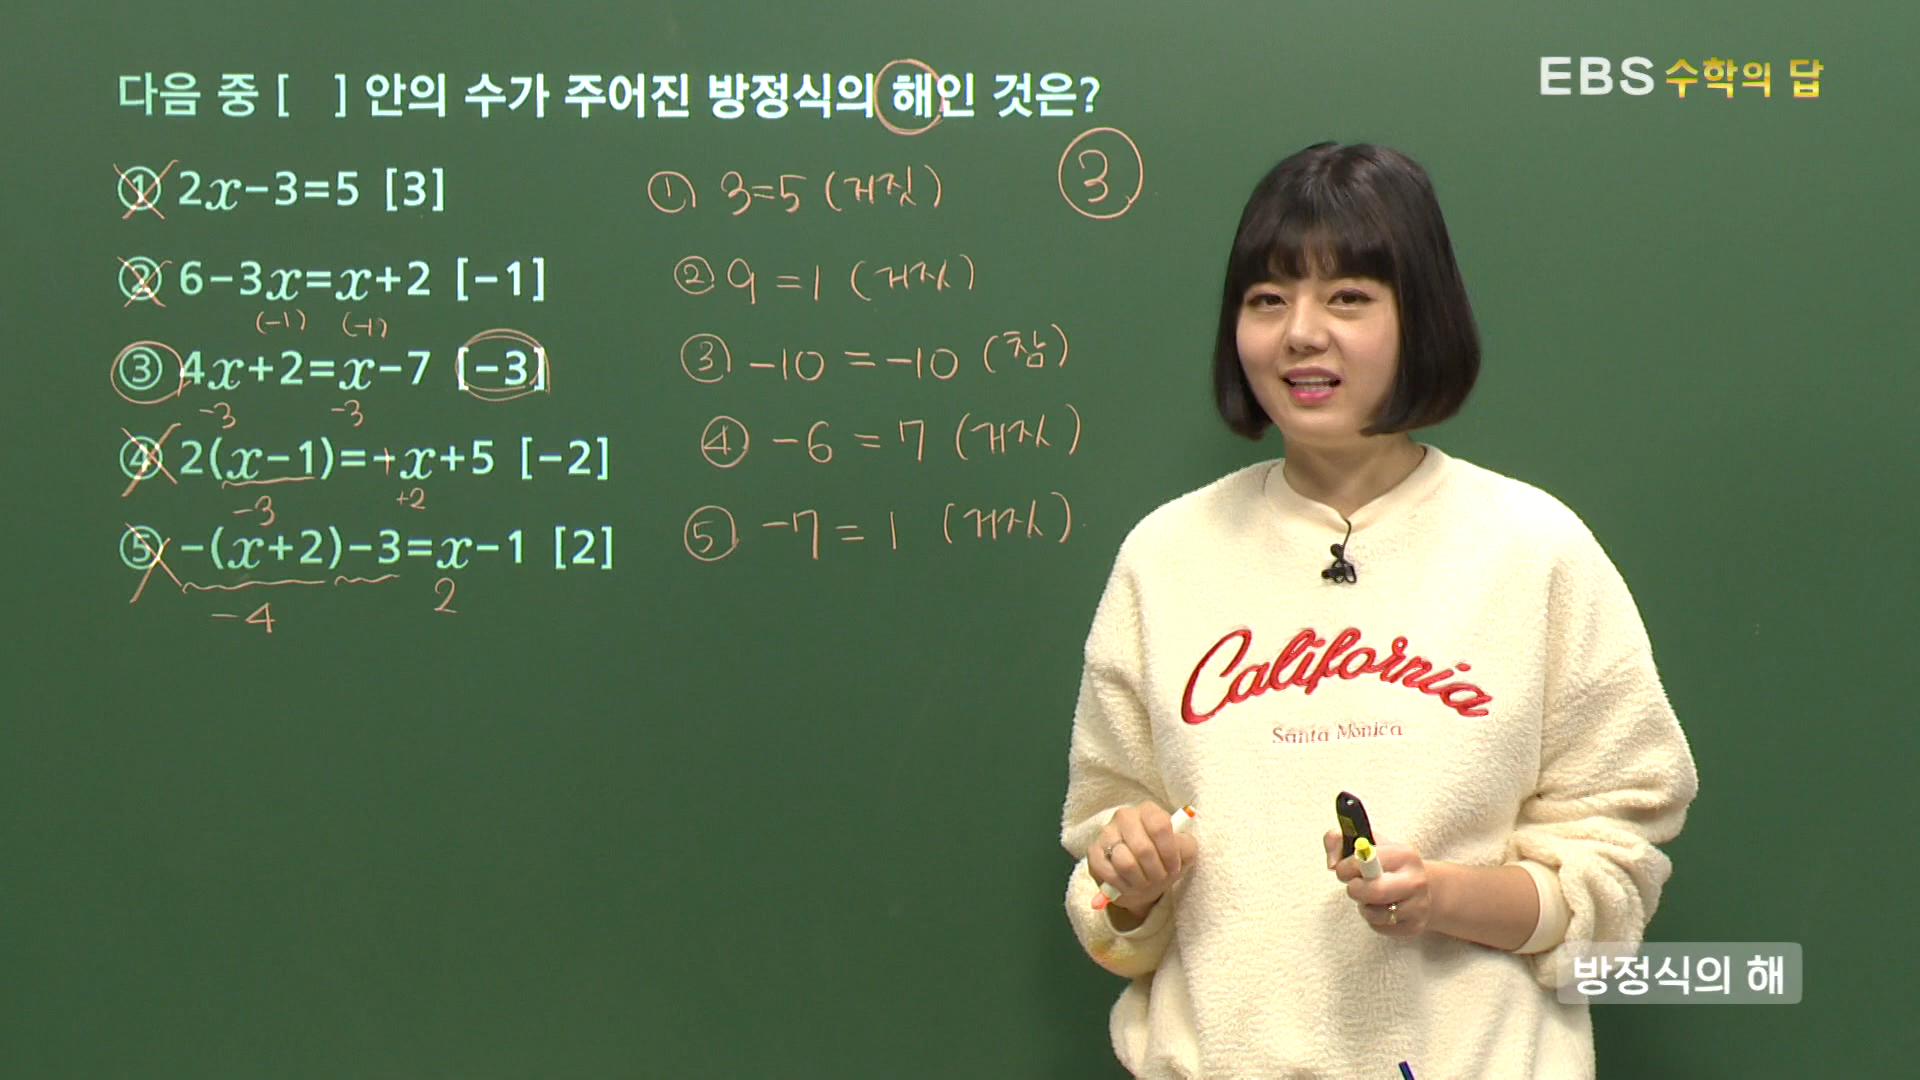 다음 중 [ ] 안의 수가 주어진 방정식의 해인 것은?
EBS 수학의 답
① 2x-3=5 [3]
① 3=5 (거짓)
③
② 6-3x=x+2 [-1]
(-1) (-1)
② 9=1 (거짓)
③ 4x+2=x-7 [-3]
-3 -3
③ -10=-10 (참)
④ 2(x-1)=-x+5 [-2]
-3 +2
④ -6=7 (거짓)
⑤ -(x+2)-3=x-1 [2]
-4 2
⑤ -7=1 (거짓)
California
Santa Monica
방정식의 해